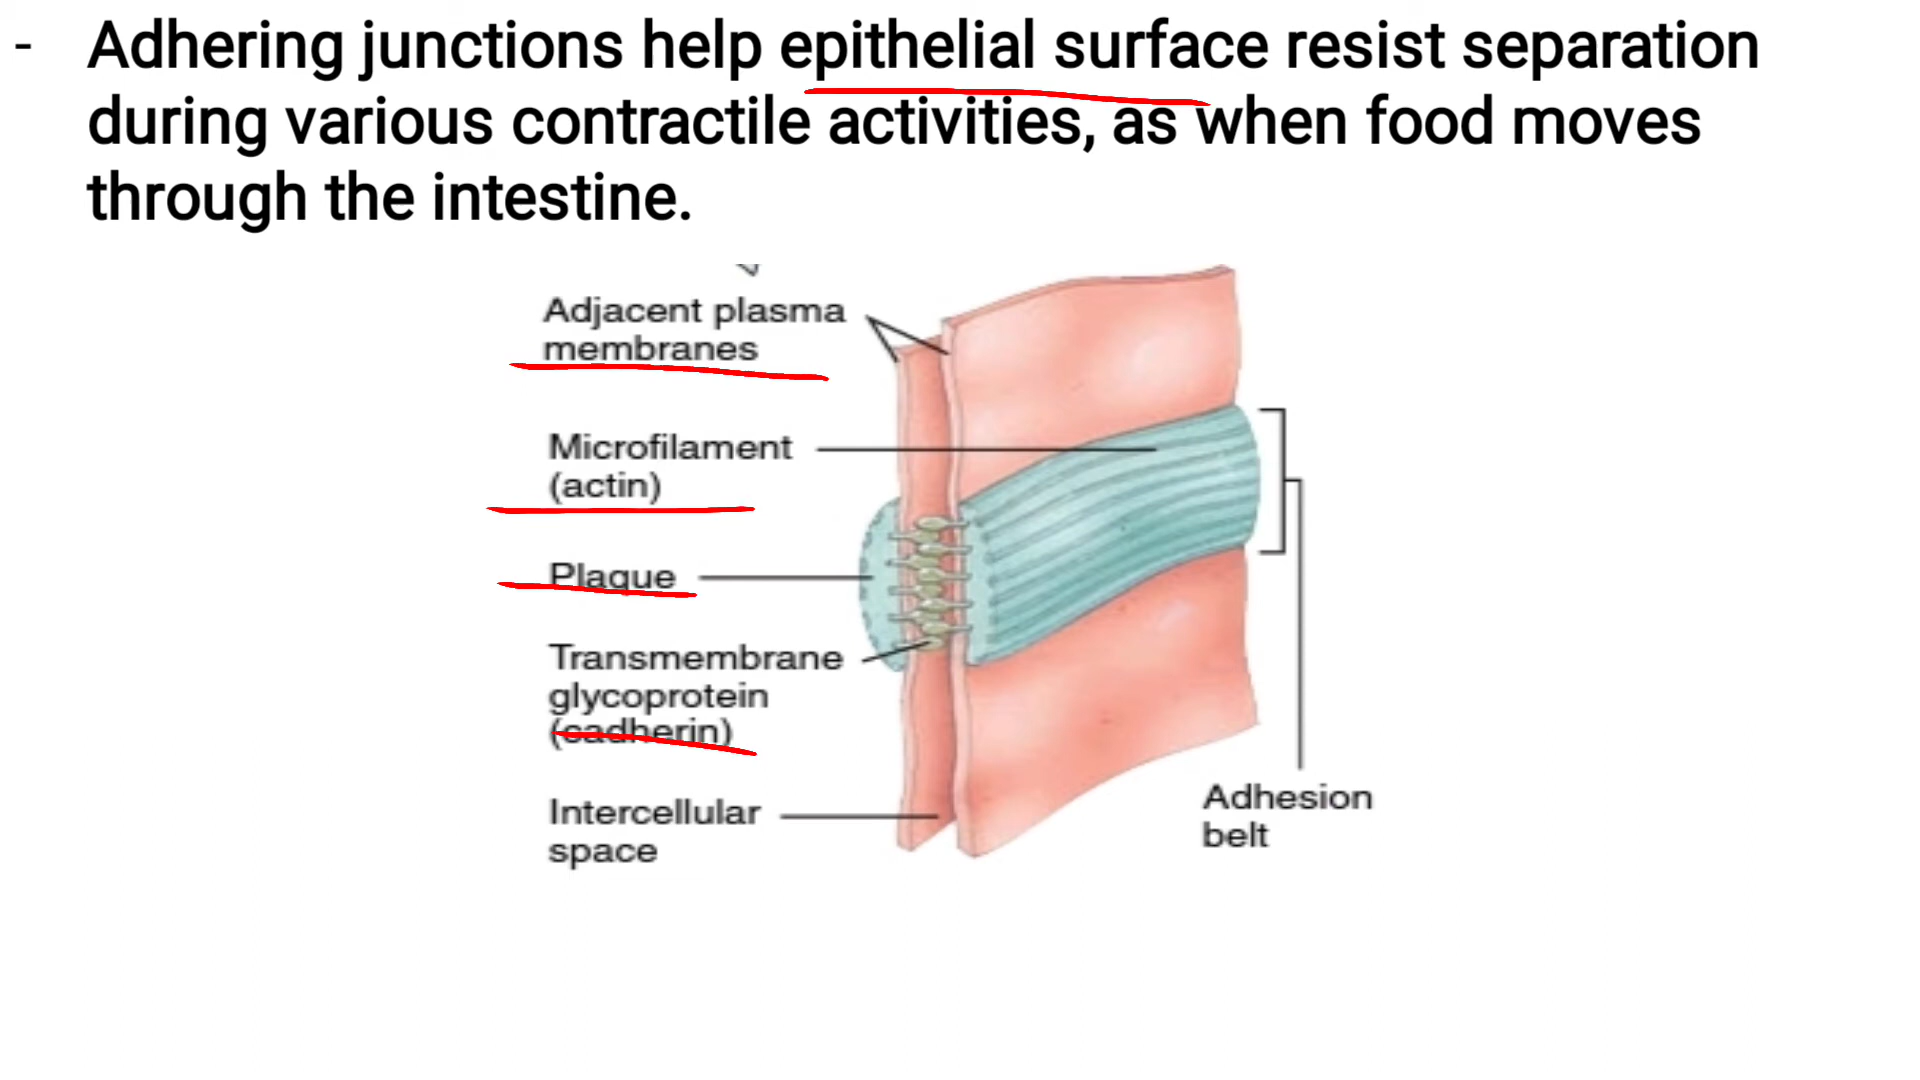 - Adhering junctions help epithelial surface resist separation
during various contractile activities, as when food moves
through the intestine.
Adjacent plasma
membranes
Microfilament
(actin)
Plaque
Transmembrane
glycoprotein
(cadherin)
Intercellular
space
Adhesion
belt